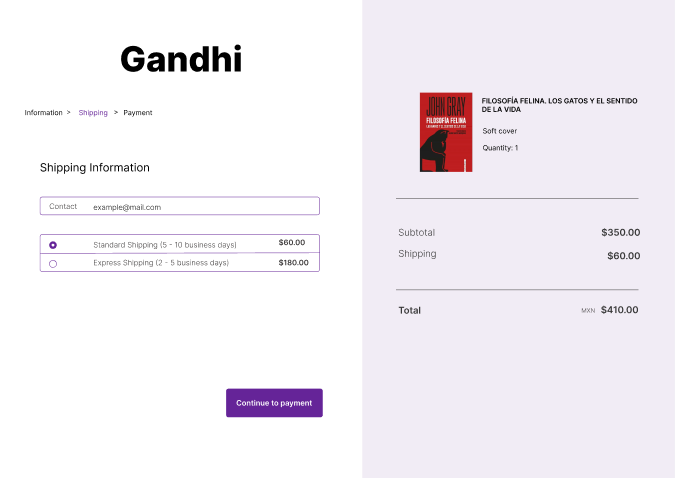 Gandhi
Information > Shipping > Payment
Shipping Information
Contact example@mail.com
Standard Shipping (5 - 10 business days) $60.00
Express Shipping (2 - 5 business days) $180.00
Continue to payment
JOHN GRAY
FILOSOFÍA FELINA
FILOSOFÍA FELINA. LOS GATOS Y EL SENTIDO
DE LA VIDA
Soft cover
Quantity: 1
Subtotal $350.00
Shipping $60.00
Total MXN $410.00